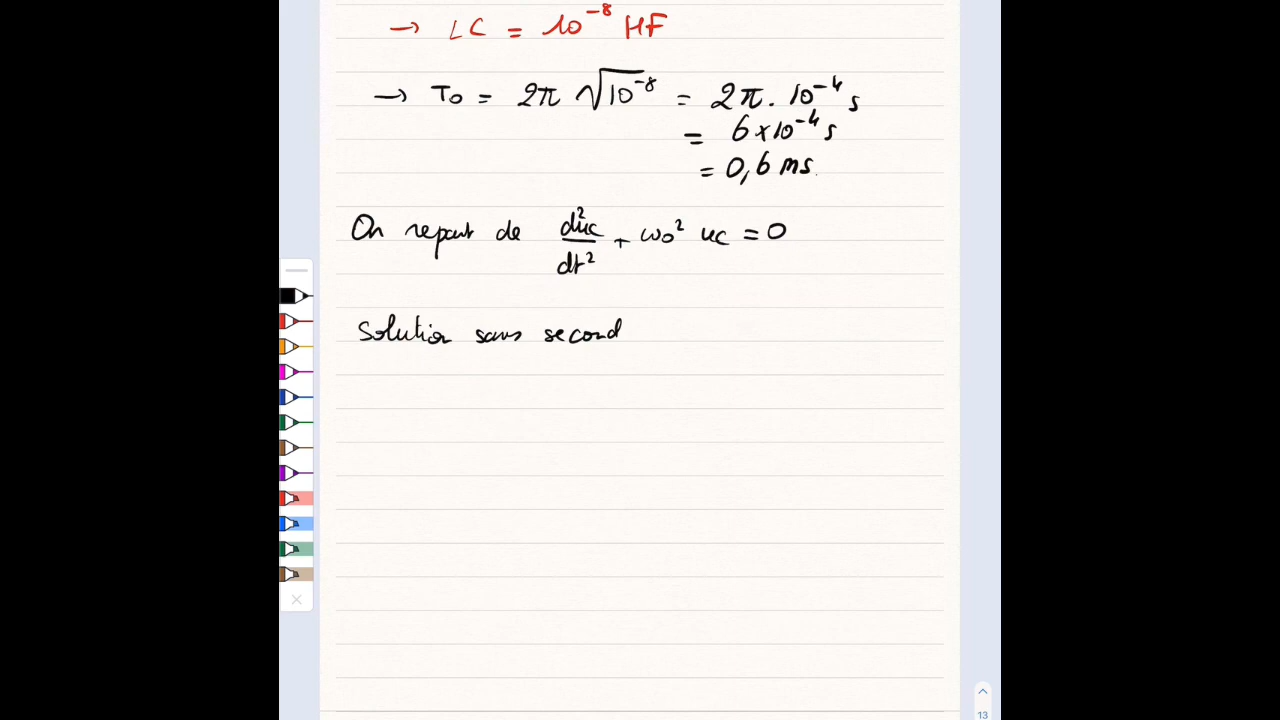 → LC = 10⁻⁸ HF
→ T0 = 2π √10⁻⁸ = 2π. 10⁻⁴ s
= 6 × 10⁻⁴ s
= 0,6 ms.
On repart de d²uc/dt² + ω0² uc = 0
Solution sans second
13